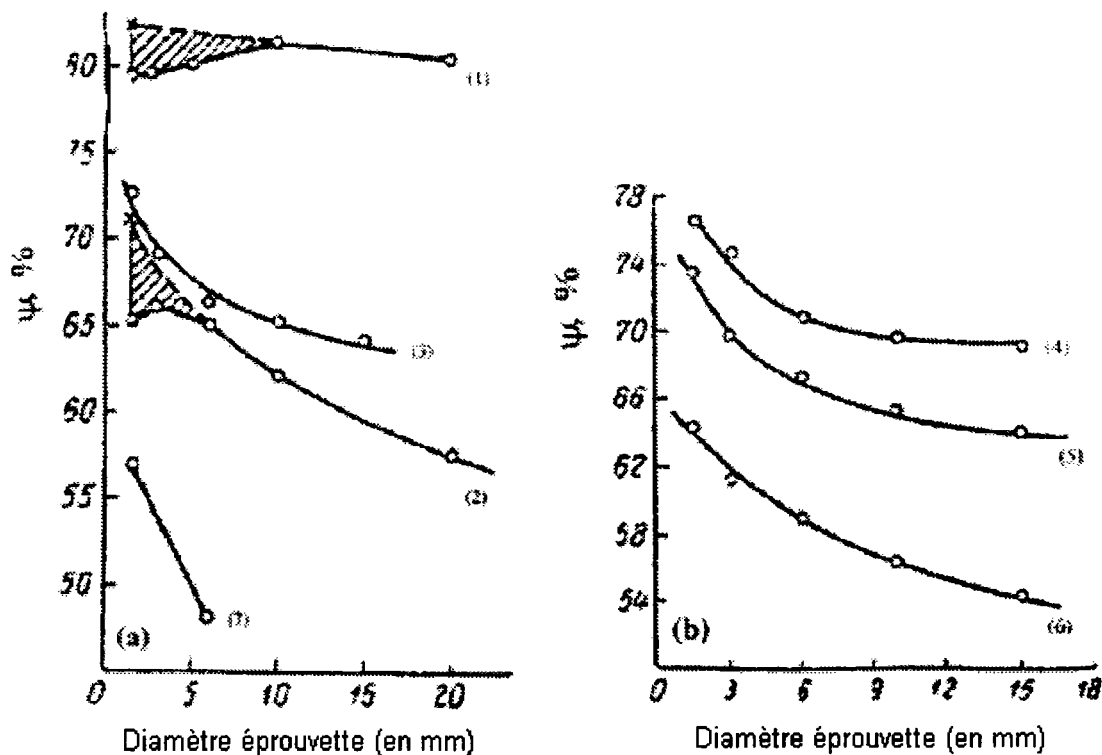 80
75
70
65
60
55
50
ψ %
(1)
(3)
(2)
(7)
(a)
0 5 10 15 20
Diamètre éprouvette (en mm)
78
74
70
66
62
58
54
ψ %
(4)
(5)
(6)
(b)
0 3 6 9 12 15 18
Diamètre éprouvette (en mm)